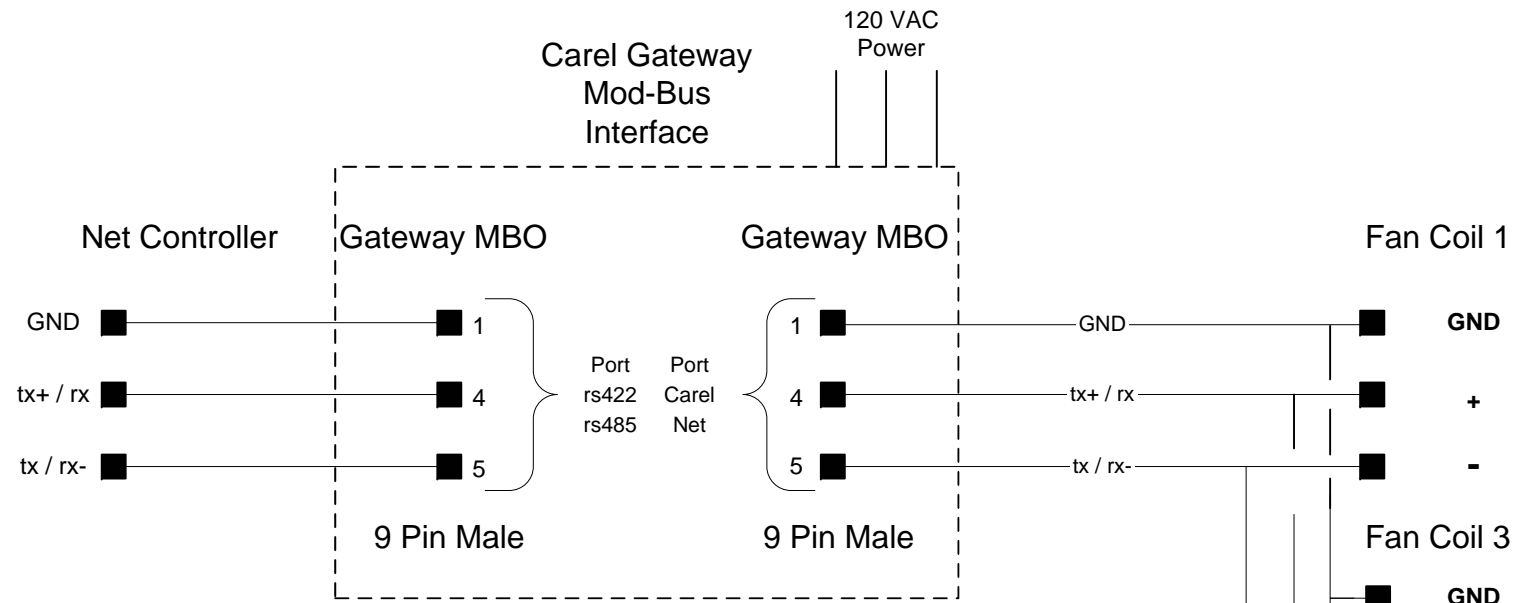 120 VAC
Power
Carel Gateway
Mod-Bus
Interface
Net Controller
Gateway MBO
Gateway MBO
Fan Coil 1
GND
1
1
GND
GND
Port
rs422
rs485
Port
Carel
Net
tx+ / rx
4
4
tx+ / rx
+
tx / rx-
5
5
tx / rx-
-
9 Pin Male
9 Pin Male
Fan Coil 3
GND